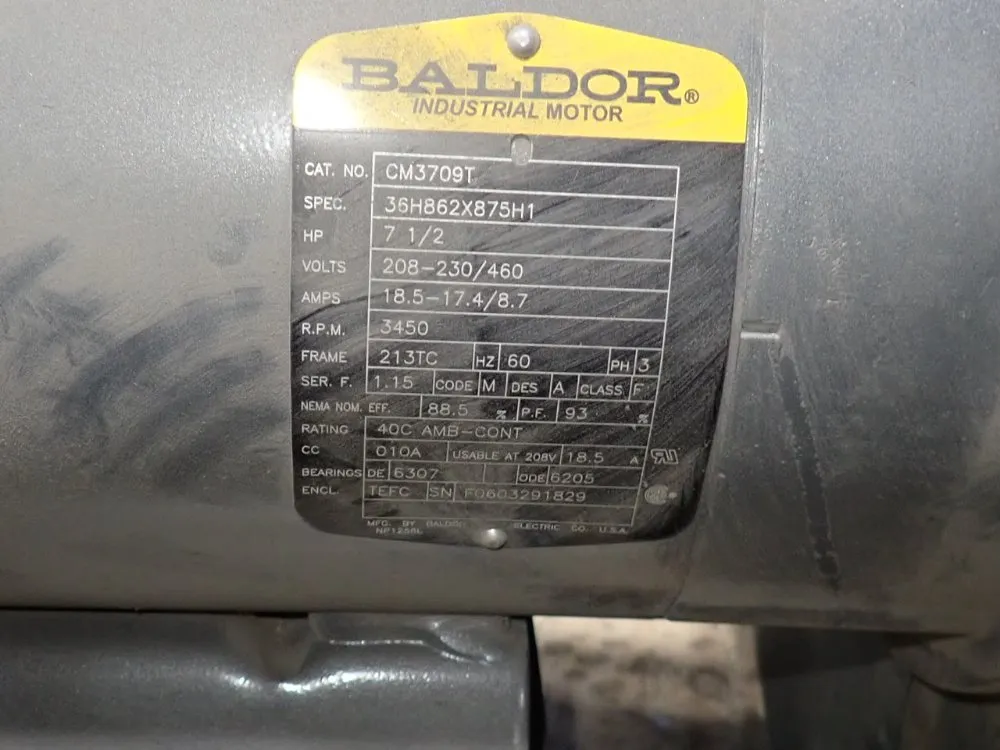 BALDOR®
INDUSTRIAL MOTOR
CAT. NO. CM3709T
SPEC. 36H862X875H1
HP 7 1/2
VOLTS 208-230/460
AMPS 18.5-17.4/8.7
R.P.M. 3450
FRAME 213TC HZ 60 PH 3
SER. F. 1.15 CODE M DES A CLASS F
NEMA NOM. EFF. 88.5 % P.F. 93 %
RATING 40C AMB-CONT
CC 010A USABLE AT 208V 18.5 A
BEARINGS DE 6307 ODE 6205
ENCL. TEFC SN F0603291829
MFG. BY BALDOR ELECTRIC CO. U.S.A.
NP1256L